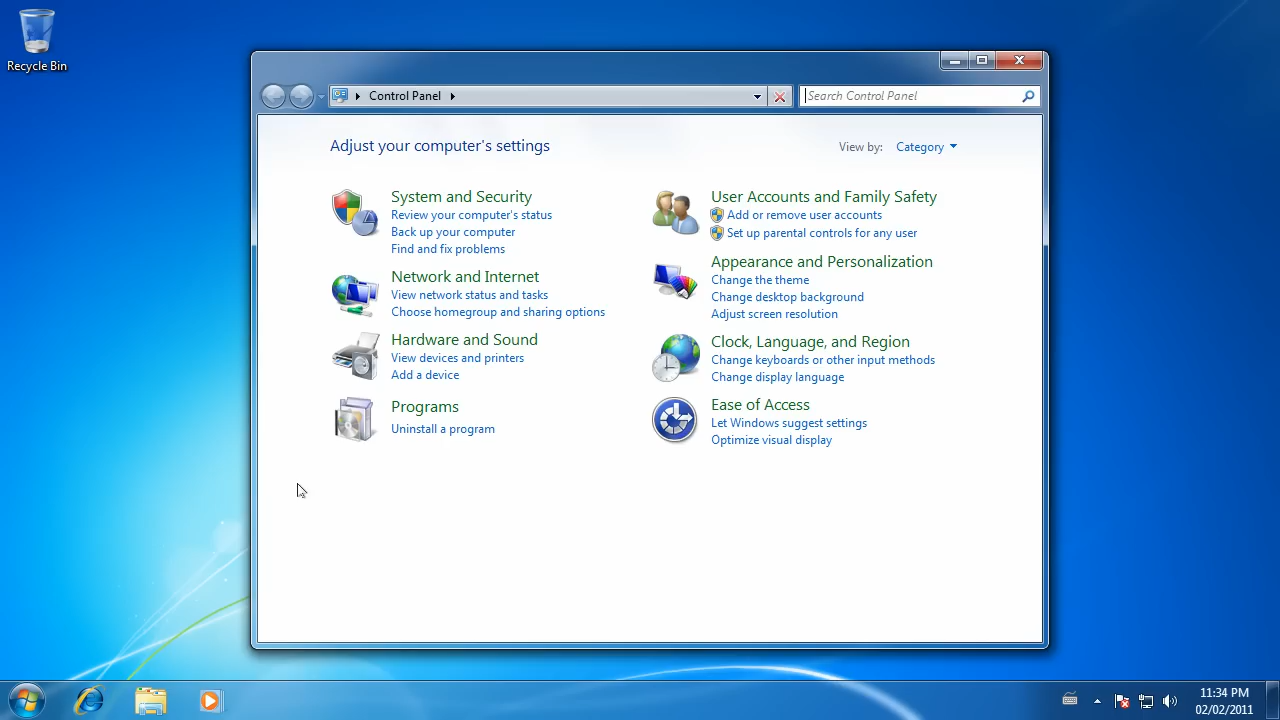 Recycle Bin
Control Panel
Search Control Panel
Adjust your computer's settings
View by: Category
System and Security
Review your computer's status
Back up your computer
Find and fix problems
Network and Internet
View network status and tasks
Choose homegroup and sharing options
Hardware and Sound
View devices and printers
Add a device
Programs
Uninstall a program
User Accounts and Family Safety
Add or remove user accounts
Set up parental controls for any user
Appearance and Personalization
Change the theme
Change desktop background
Adjust screen resolution
Clock, Language, and Region
Change keyboards or other input methods
Change display language
Ease of Access
Let Windows suggest settings
Optimize visual display
11:34 PM
02/02/2011